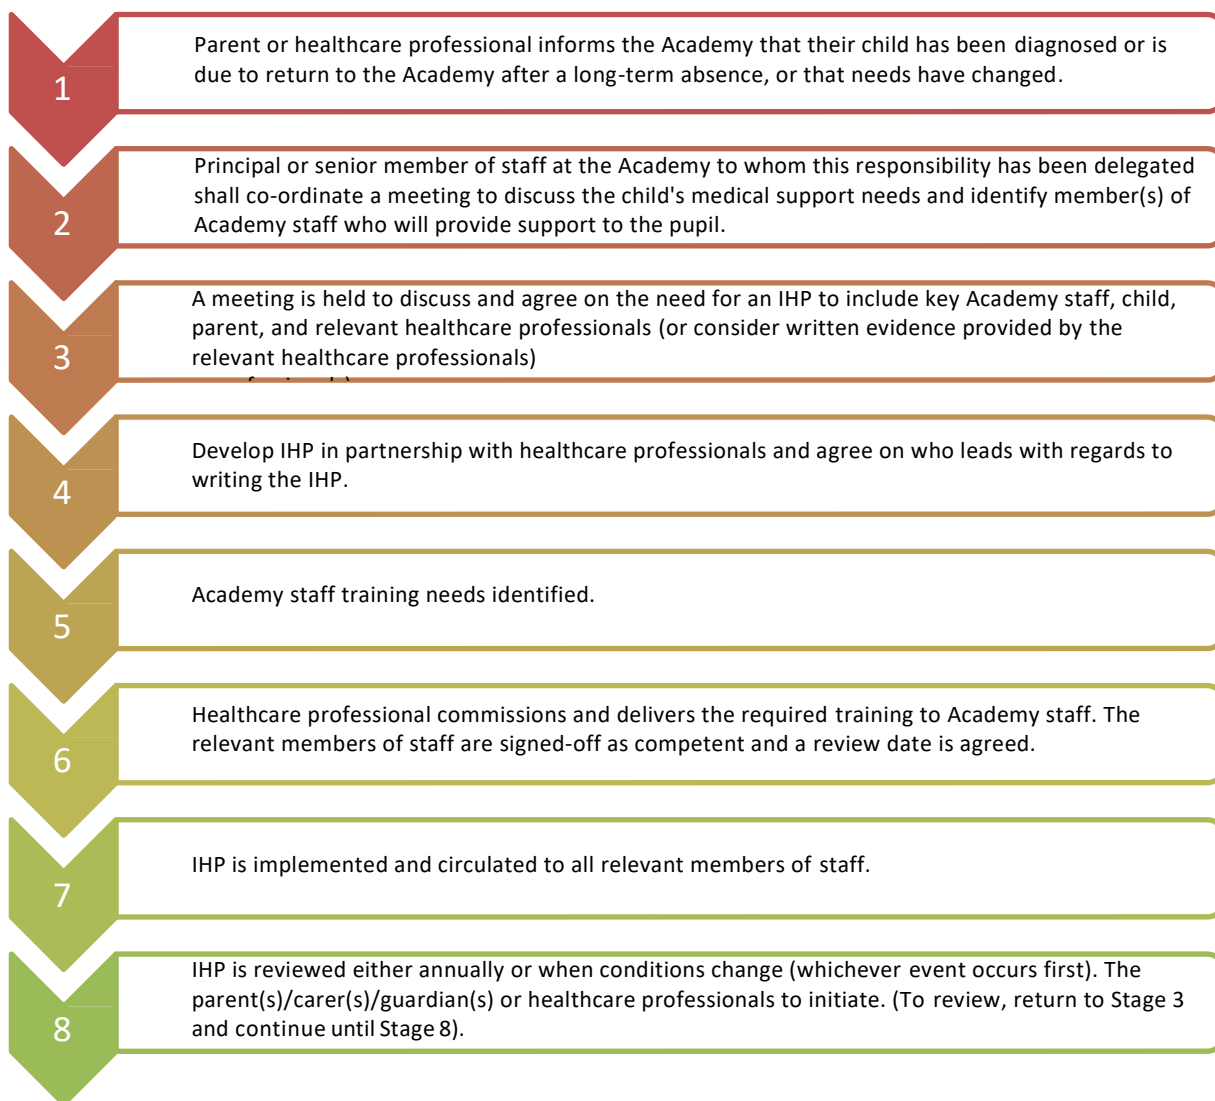 Parent or healthcare professional informs the Academy that their child has been diagnosed or is
due to return to the Academy after a long-term absence, or that needs have changed.
1
Principal or senior member of staff at the Academy to whom this responsibility has been delegated
shall co-ordinate a meeting to discuss the child's medical support needs and identify member(s) of
Academy staff who will provide support to the pupil.
2
A meeting is held to discuss and agree on the need for an IHP to include key Academy staff, child,
parent, and relevant healthcare professionals (or consider written evidence provided by the
relevant healthcare professionals)
3
Develop IHP in partnership with healthcare professionals and agree on who leads with regards to
writing the IHP.
4
Academy staff training needs identified.
5
Healthcare professional commissions and delivers the required training to Academy staff. The
relevant members of staff are signed-off as competent and a review date is agreed.
6
IHP is implemented and circulated to all relevant members of staff.
7
IHP is reviewed either annually or when conditions change (whichever event occurs first). The
parent(s)/carer(s)/guardian(s) or healthcare professionals to initiate. (To review, return to Stage 3
and continue until Stage 8).
8